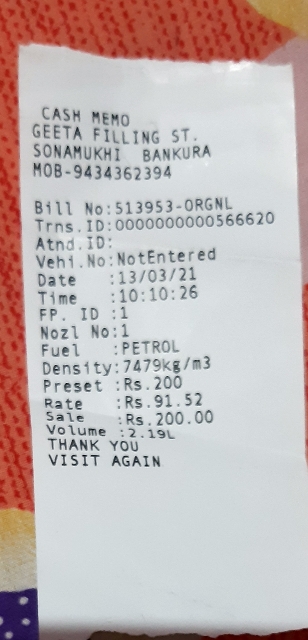 CASH MEMO
GEETA FILLING ST.
SONAMUKHI BANKURA
MOB-9434362394
Bill No:513953-ORGNL
Trns.ID:0000000000566620
Atnd.ID:
Vehi.No:NotEntered
Date :13/03/21
Time :10:10:26
FP. ID :1
Nozl No:1
Fuel :PETROL
Density:7479kg/m3
Preset :Rs.200
Rate :Rs.91.52
Sale :Rs.200.00
Volume :2.19L
THANK YOU
VISIT AGAIN